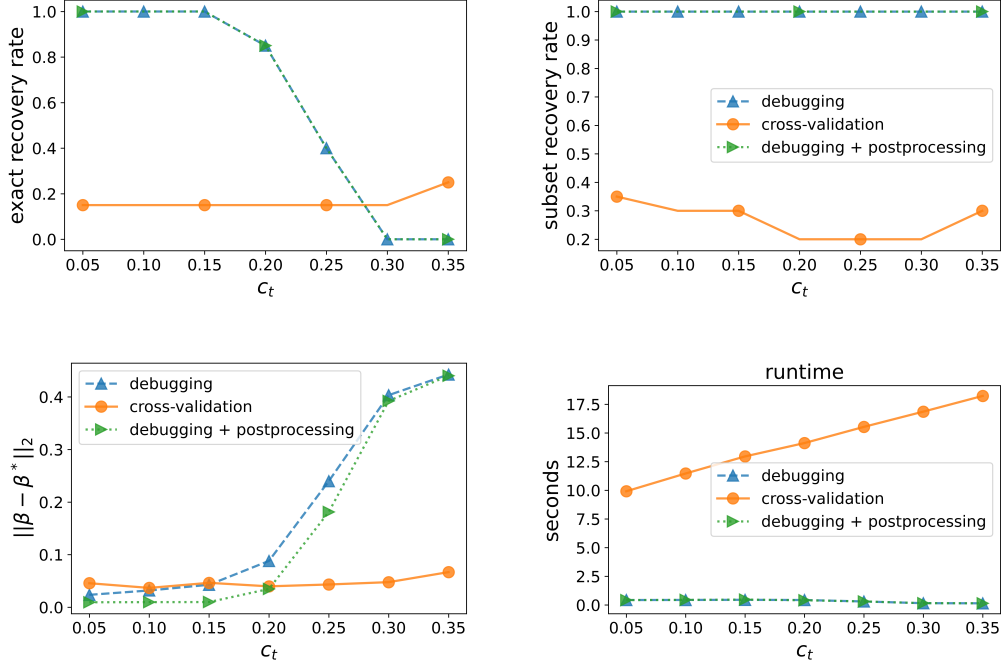 exact recovery rate
1.0
0.8
0.6
0.4
0.2
0.0
0.05 0.10 0.15 0.20 0.25 0.30 0.35
c_t
subset recovery rate
1.0
0.9
0.8
0.7
0.6
0.5
0.4
0.3
0.2
debugging
cross-validation
debugging + postprocessing
0.05 0.10 0.15 0.20 0.25 0.30 0.35
c_t
||β − β*||₂
0.4
0.3
0.2
0.1
0.0
debugging
cross-validation
debugging + postprocessing
0.05 0.10 0.15 0.20 0.25 0.30 0.35
c_t
runtime
seconds
17.5
15.0
12.5
10.0
7.5
5.0
2.5
0.0
debugging
cross-validation
debugging + postprocessing
0.05 0.10 0.15 0.20 0.25 0.30 0.35
c_t